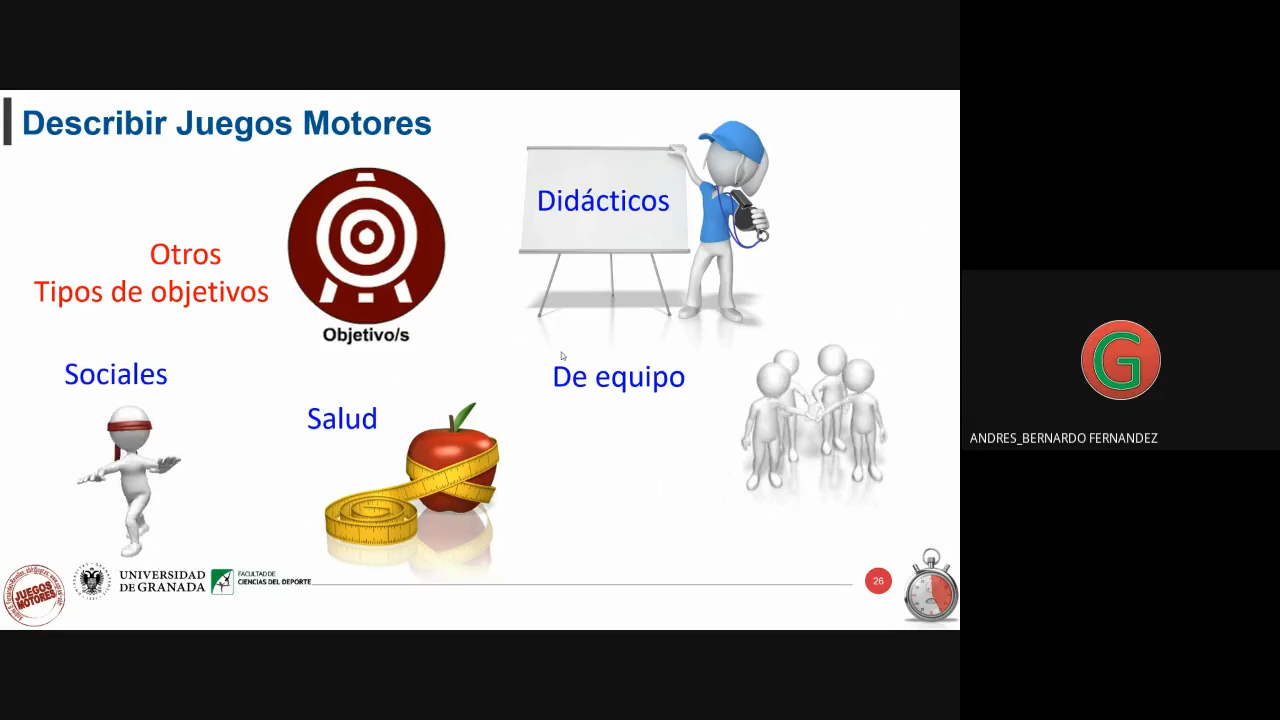 Describir Juegos Motores
Didácticos
Otros
Tipos de objetivos
Objetivo/s
Sociales
De equipo
Salud
JUEGOS
MOTORES
UNIVERSIDAD
DE GRANADA
FACULTAD DE
CIENCIAS DEL DEPORTE
26
G
ANDRES_BERNARDO FERNANDEZ